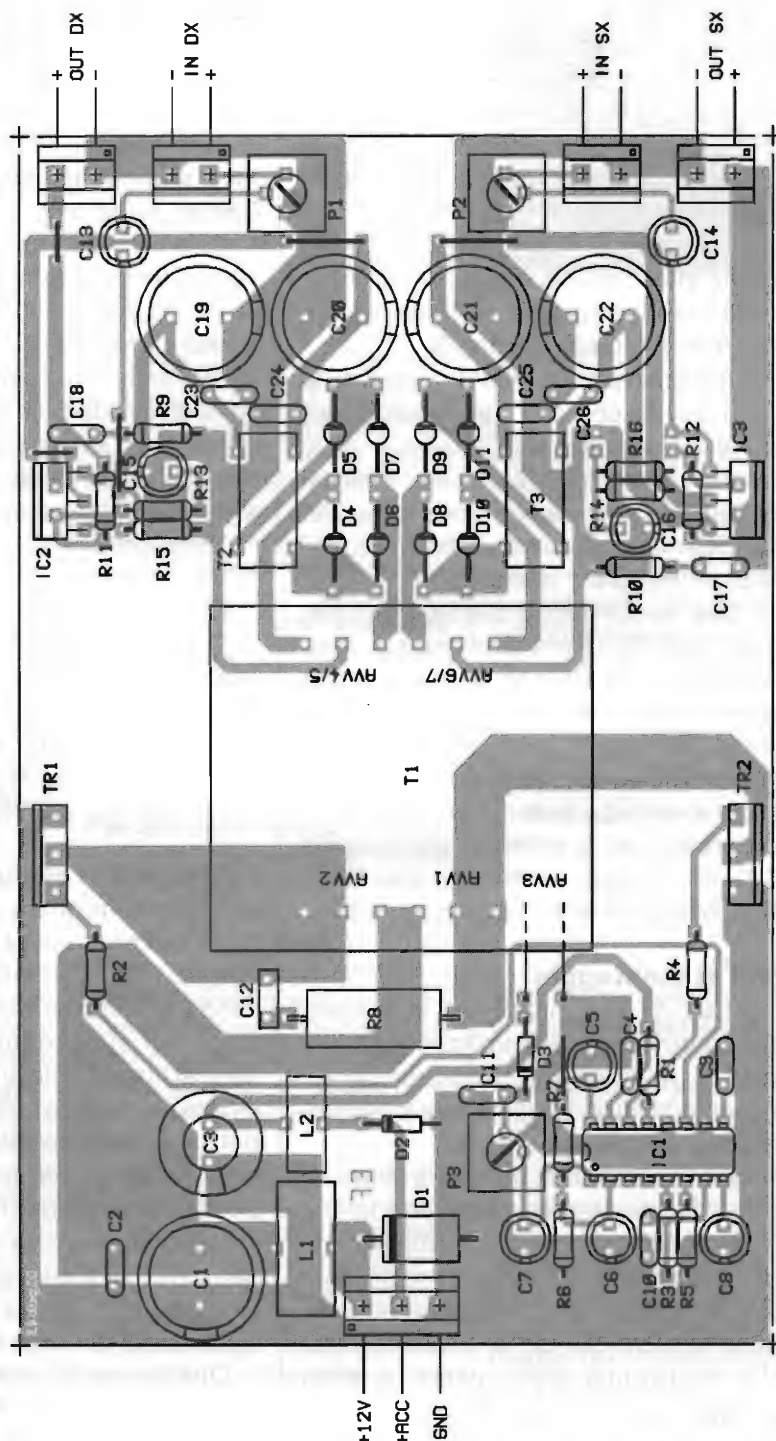 +
OUT DX
-
-
IN DX
+
+
IN SX
-
-
OUT SX
+
P1
P2
C13
C14
C19
C20
C21
C22
C18
R9
C23
C24
C25
C26
R16
R12
IC3
C15
R13
D5
D7
D9
D11
R14
C16
IC2
R11
R15
T2
D4
D6
D8
D10
T3
R10
C17
AVV4/5
AVV6/7
TR1
T1
TR2
AVV2
AVV1
AVV3
R2
C12
R8
R4
C11
D3
C5
C4
R7
R1
C9
C3
L2
D2
P3
IC1
C2
C1
L1
D1
C7
R6
C6
C10
R3
R5
C8
+12V
+ACC
GND